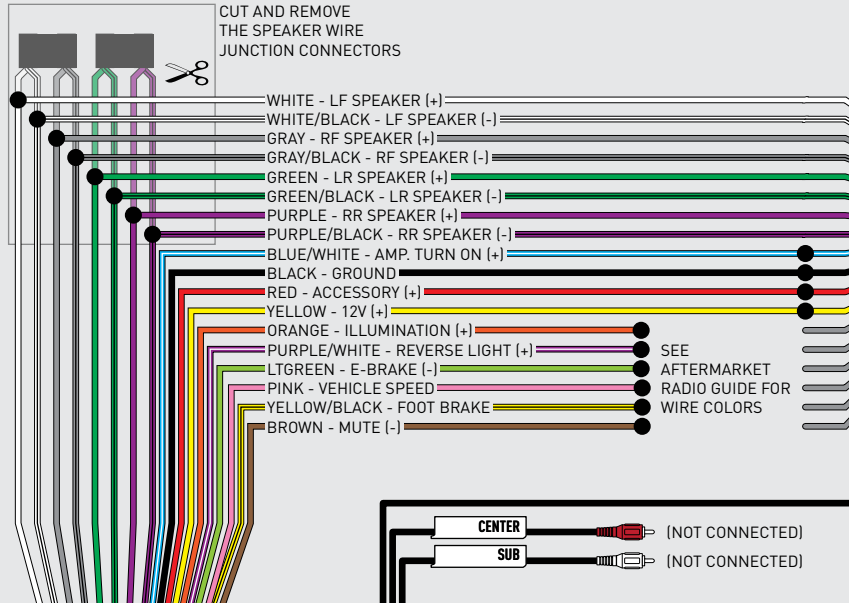 CUT AND REMOVE
THE SPEAKER WIRE
JUNCTION CONNECTORS
WHITE - LF SPEAKER (+)
WHITE/BLACK - LF SPEAKER (-)
GRAY - RF SPEAKER (+)
GRAY/BLACK - RF SPEAKER (-)
GREEN - LR SPEAKER (+)
GREEN/BLACK - LR SPEAKER (-)
PURPLE - RR SPEAKER (+)
PURPLE/BLACK - RR SPEAKER (-)
BLUE/WHITE - AMP. TURN ON (+)
BLACK - GROUND
RED - ACCESSORY (+)
YELLOW - 12V (+)
ORANGE - ILLUMINATION (+)
PURPLE/WHITE - REVERSE LIGHT (+)
LTGREEN - E-BRAKE (-)
PINK - VEHICLE SPEED
YELLOW/BLACK - FOOT BRAKE
BROWN - MUTE (-)
SEE
AFTERMARKET
RADIO GUIDE FOR
WIRE COLORS
CENTER (NOT CONNECTED)
SUB (NOT CONNECTED)